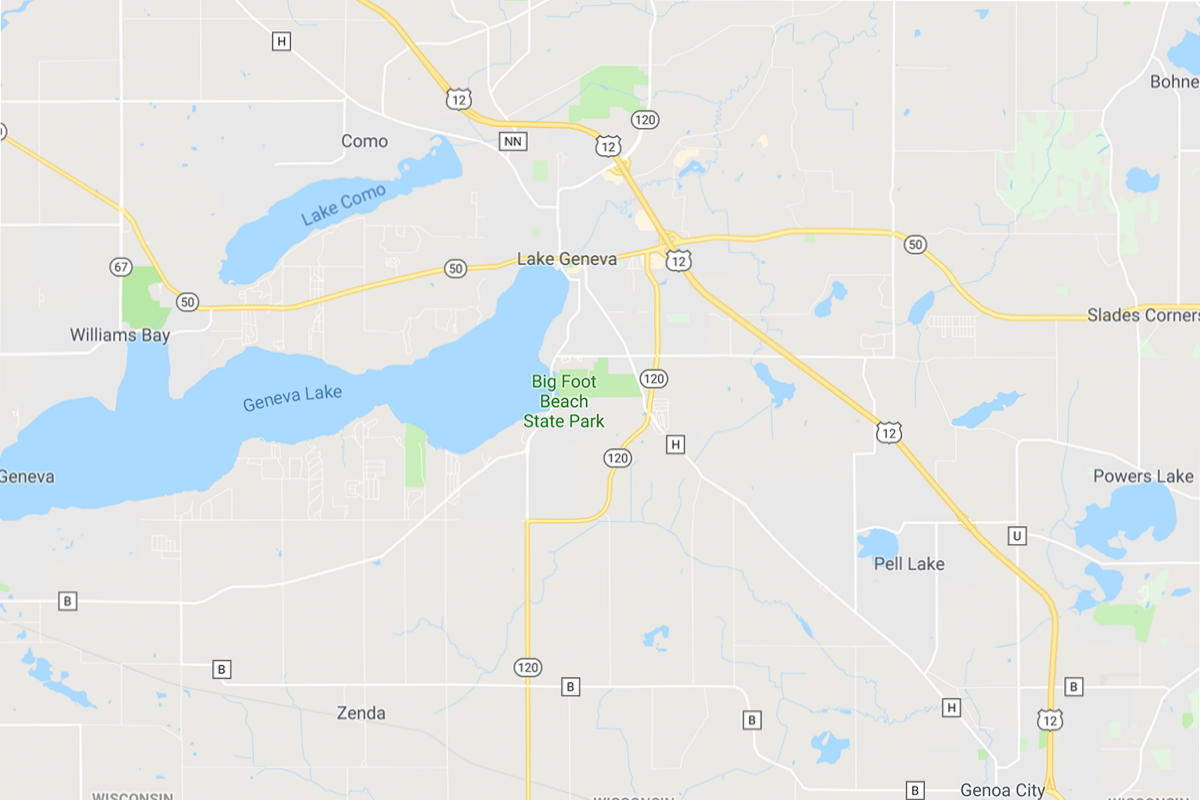 H
Bohne
12
120
NN
12
Como
Lake Como
67
50
50
Lake Geneva
12
50
Slades Corners
Williams Bay
Geneva Lake
Big Foot
Beach
State Park
120
12
H
120
Geneva
Powers Lake
U
Pell Lake
B
B
120
B
B
Zenda
H
B
12
B
Genoa City
WISCONSIN
WISCONSIN
WISCONSIN